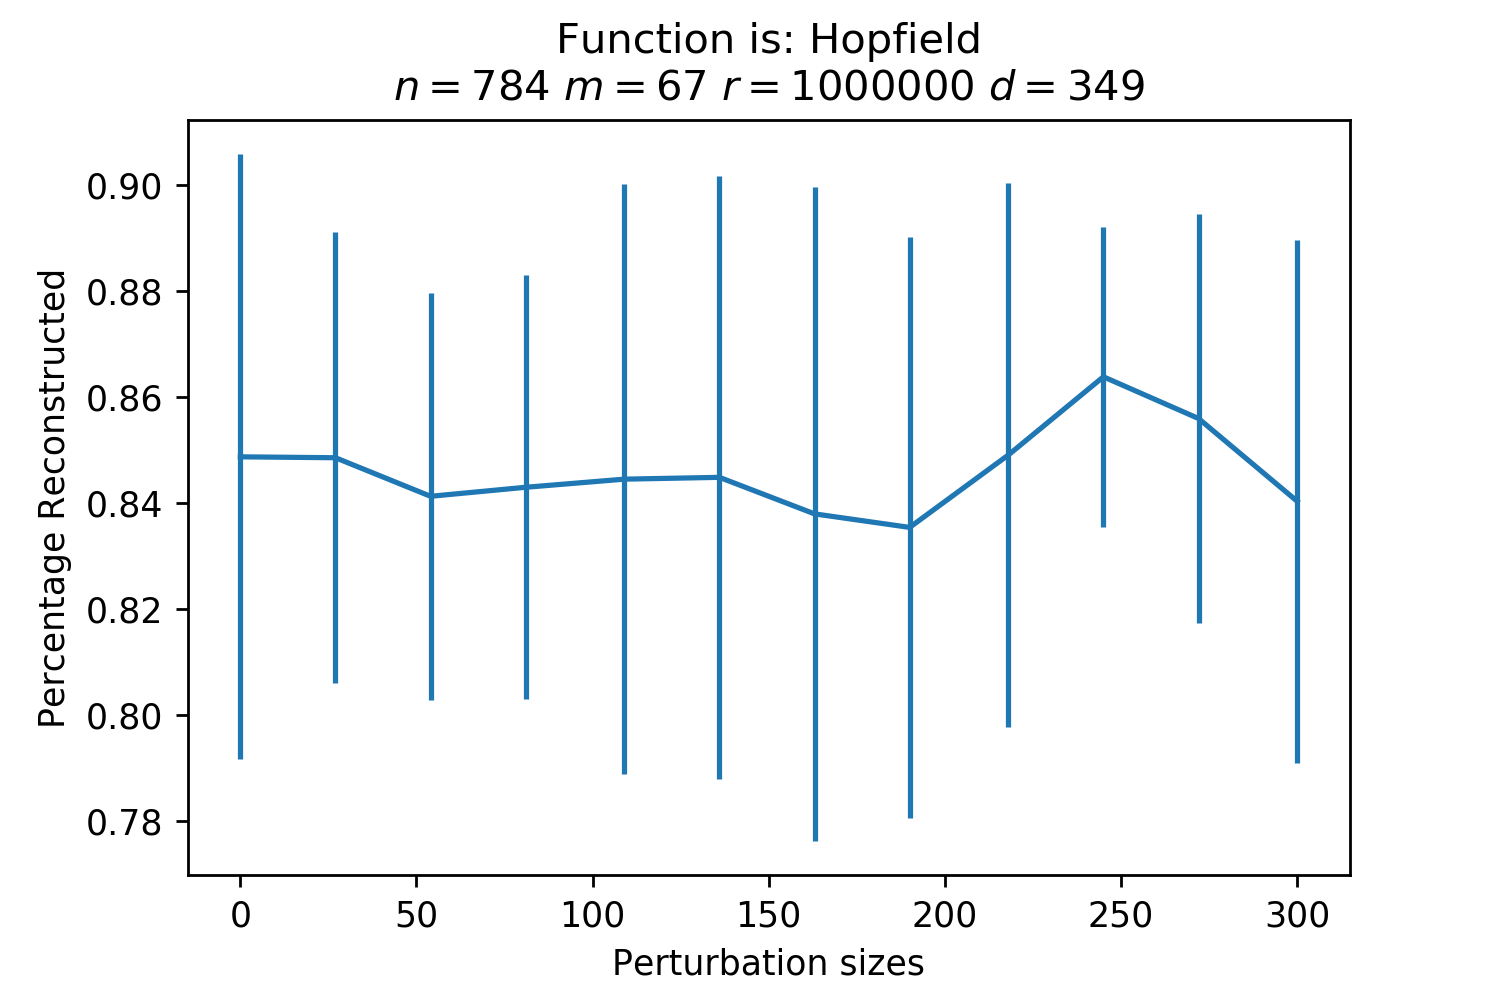 Function is: Hopfield
n = 784 m = 67 r = 1000000 d = 349
Percentage Reconstructed
0.90
0.88
0.86
0.84
0.82
0.80
0.78
0 50 100 150 200 250 300
Perturbation sizes